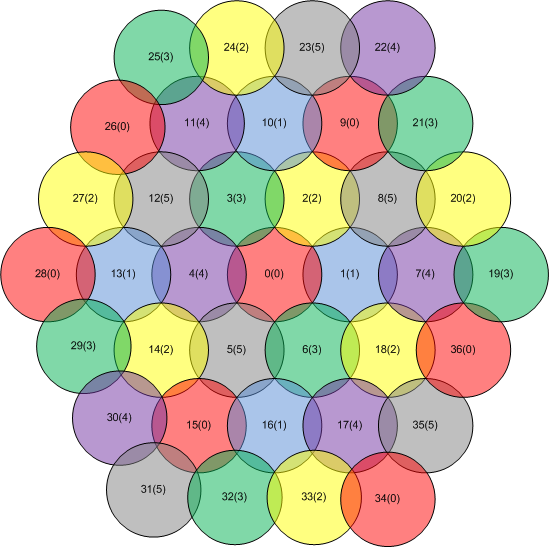 25(3) 24(2) 23(5) 22(4)
26(0) 11(4) 10(1) 9(0) 21(3)
27(2) 12(5) 3(3) 2(2) 8(5) 20(2)
28(0) 13(1) 4(4) 0(0) 1(1) 7(4) 19(3)
29(3) 14(2) 5(5) 6(3) 18(2) 36(0)
30(4) 15(0) 16(1) 17(4) 35(5)
31(5) 32(3) 33(2) 34(0)